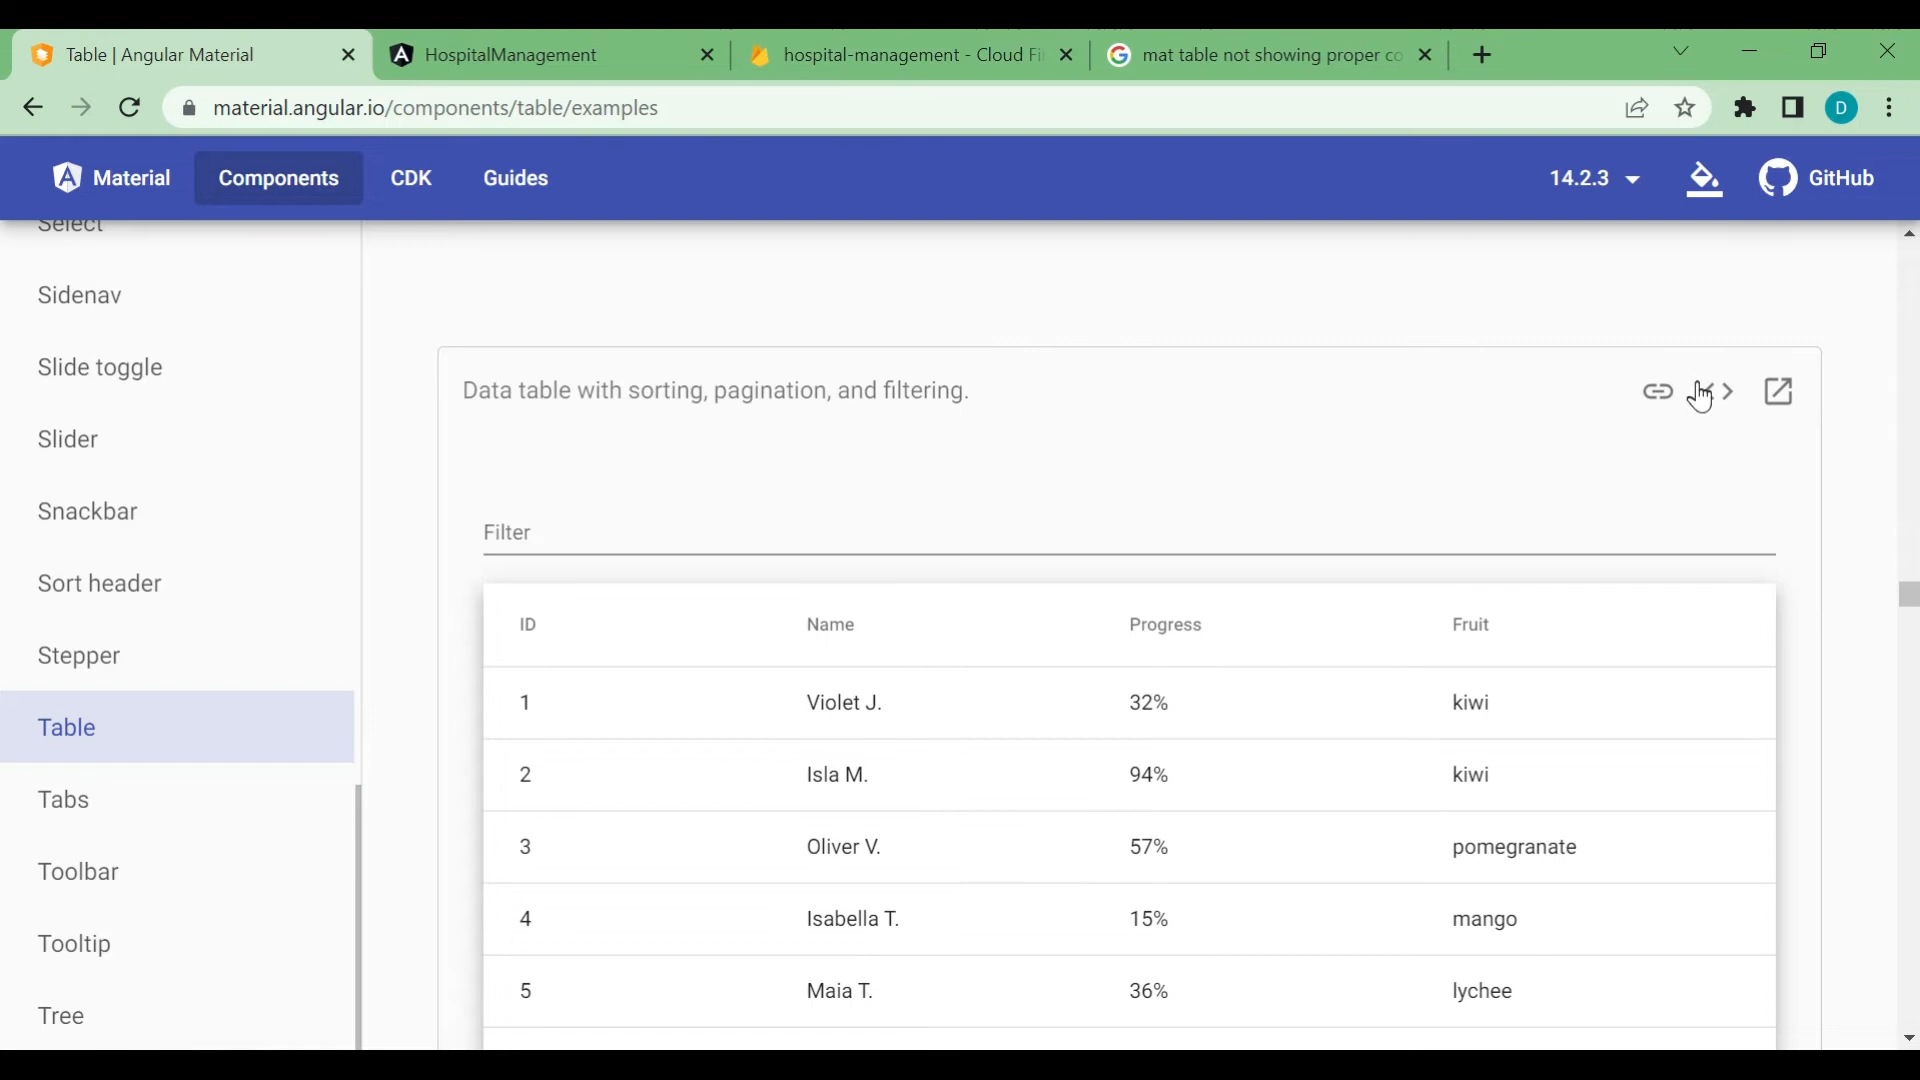 Table | Angular Material
HospitalManagement
hospital-management - Cloud Fi
mat table not showing proper co
material.angular.io/components/table/examples
D
Material
Components
CDK
Guides
14.2.3
GitHub
Select
Sidenav
Slide toggle
Slider
Snackbar
Sort header
Stepper
Table
Tabs
Toolbar
Tooltip
Tree
Data table with sorting, pagination, and filtering.
Filter
ID Name Progress Fruit
1 Violet J. 32% kiwi
2 Isla M. 94% kiwi
3 Oliver V. 57% pomegranate
4 Isabella T. 15% mango
5 Maia T. 36% lychee